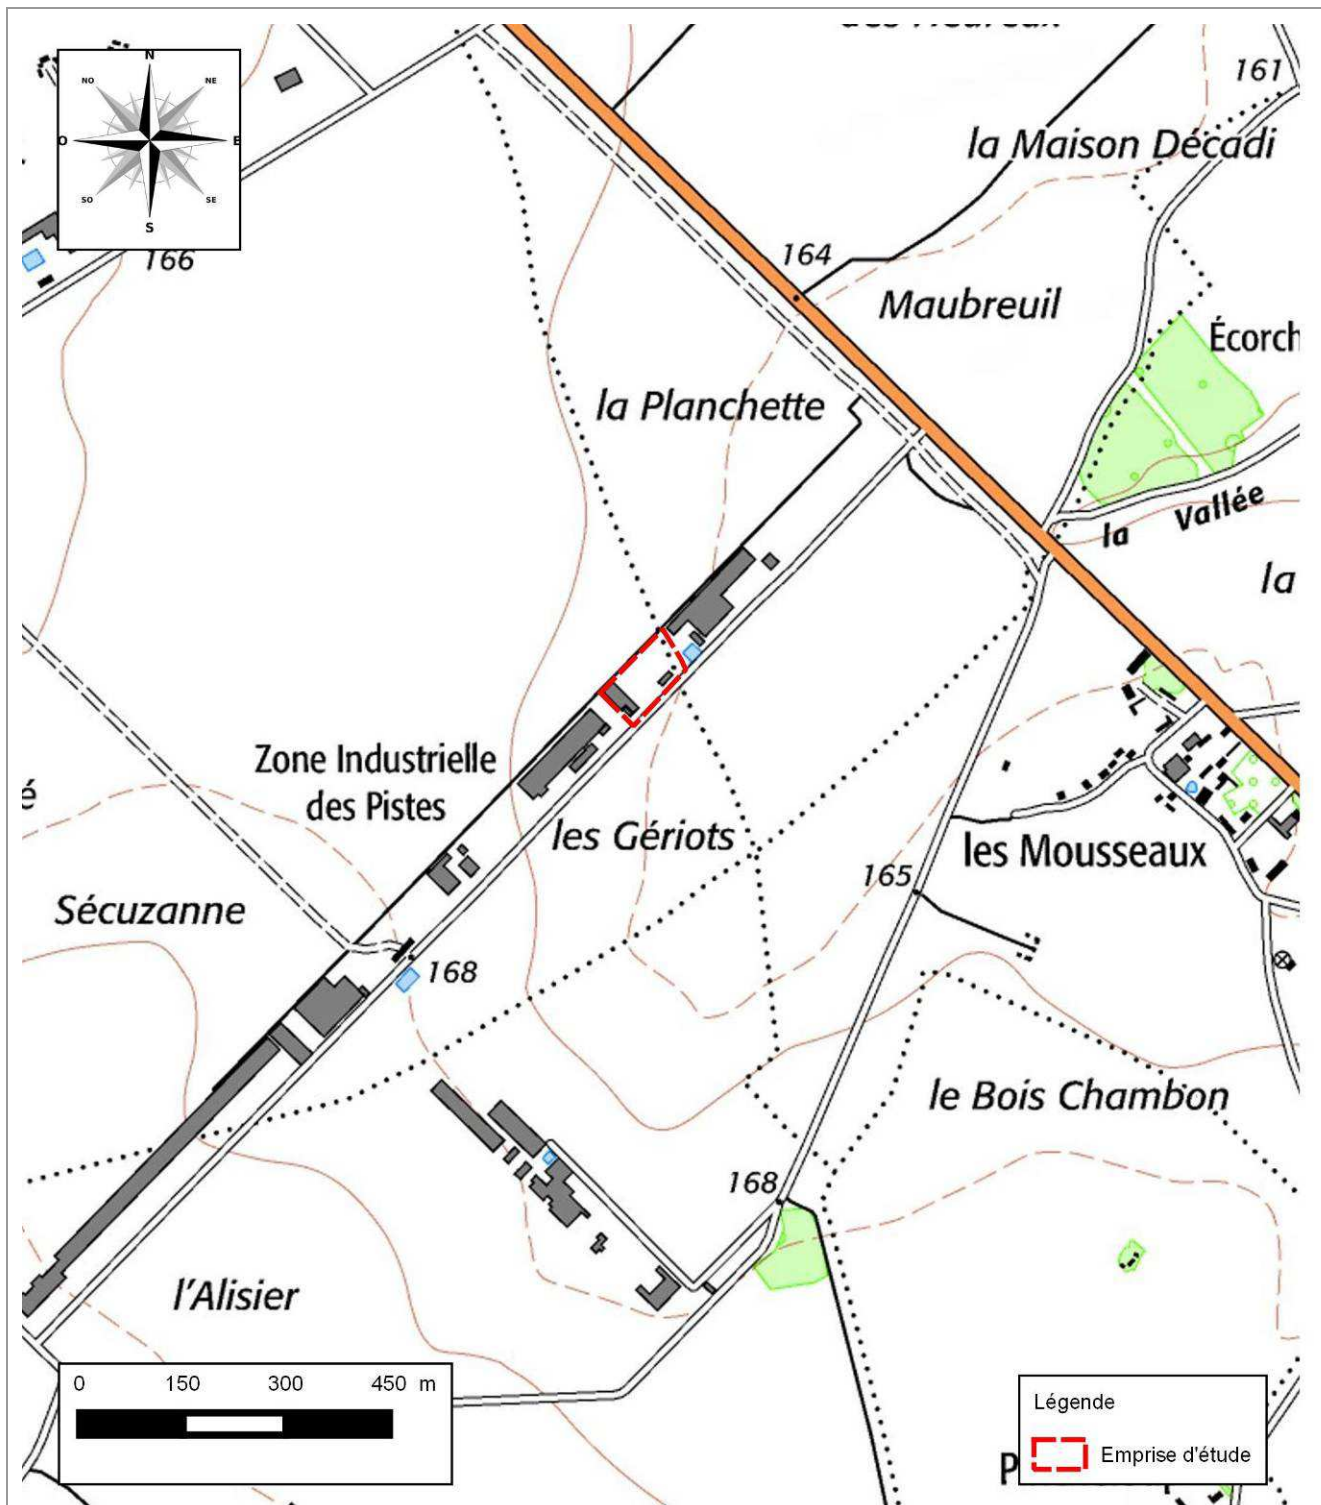 N
NO
NE
O
E
SO
SE
S
166
161
la Maison Décadi
164
Maubreuil
Écorch
la Planchette
la Vallée
la
Zone Industrielle
des Pistes
é
les Gériots
les Mousseaux
165
Sécuzanne
168
le Bois Chambon
168
l'Alisier
0 150 300 450 m
Légende
Emprise d'étude
P